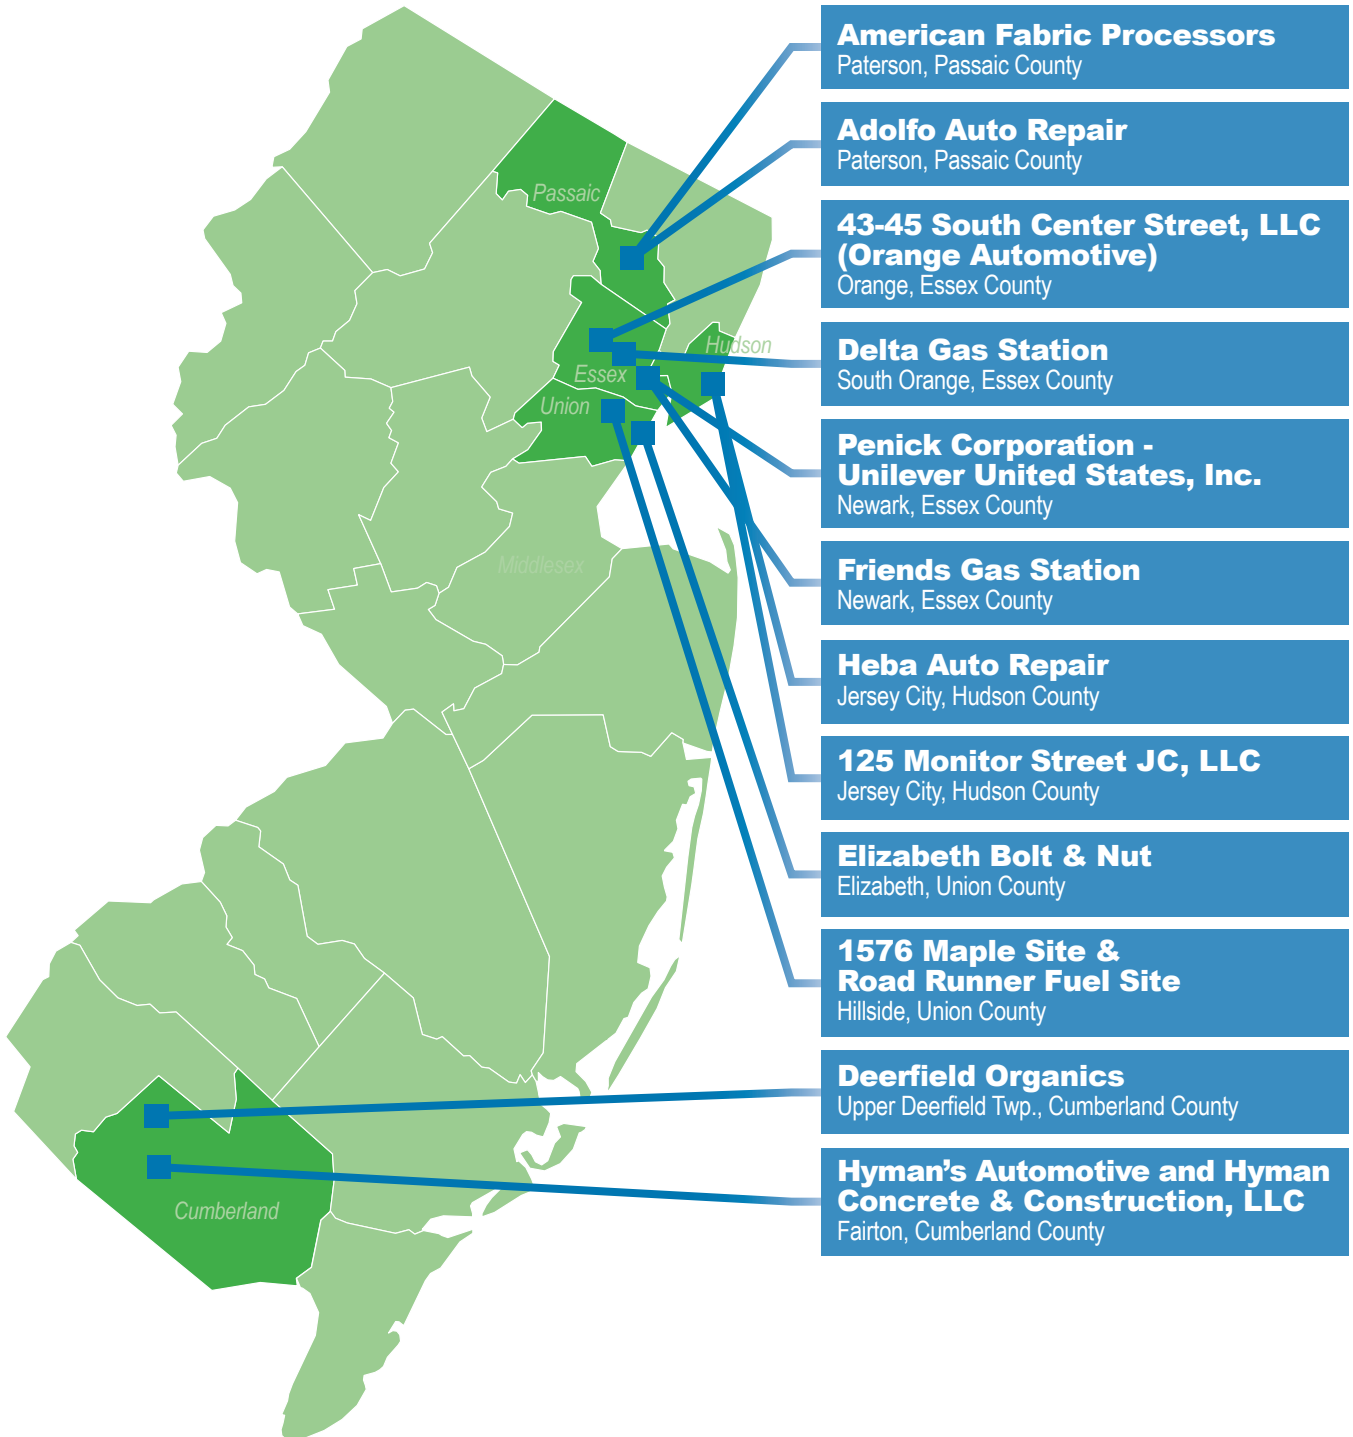 American Fabric Processors
Paterson, Passaic County
Adolfo Auto Repair
Paterson, Passaic County
43-45 South Center Street, LLC
(Orange Automotive)
Orange, Essex County
Delta Gas Station
South Orange, Essex County
Penick Corporation -
Unilever United States, Inc.
Newark, Essex County
Friends Gas Station
Newark, Essex County
Heba Auto Repair
Jersey City, Hudson County
125 Monitor Street JC, LLC
Jersey City, Hudson County
Elizabeth Bolt & Nut
Elizabeth, Union County
1576 Maple Site &
Road Runner Fuel Site
Hillside, Union County
Deerfield Organics
Upper Deerfield Twp., Cumberland County
Hyman's Automotive and Hyman
Concrete & Construction, LLC
Fairton, Cumberland County
Passaic
Hudson
Essex
Union
Middlesex
Cumberland